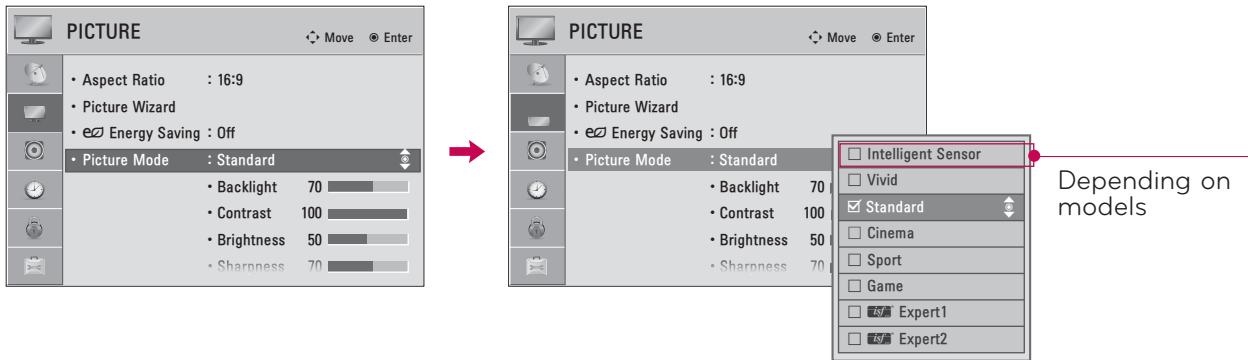 PICTURE Move Enter
• Aspect Ratio : 16:9
• Picture Wizard
• Energy Saving : Off
• Picture Mode : Standard
• Backlight 70
• Contrast 100
• Brightness 50
• Sharpness 70
PICTURE Move Enter
• Aspect Ratio : 16:9
• Picture Wizard
• Energy Saving : Off
• Picture Mode : Standard
• Backlight 70
• Contrast 100
• Brightness 50
• Sharpness 70
Intelligent Sensor
Vivid
Standard
Cinema
Sport
Game
isf Expert1
isf Expert2
Depending on
models